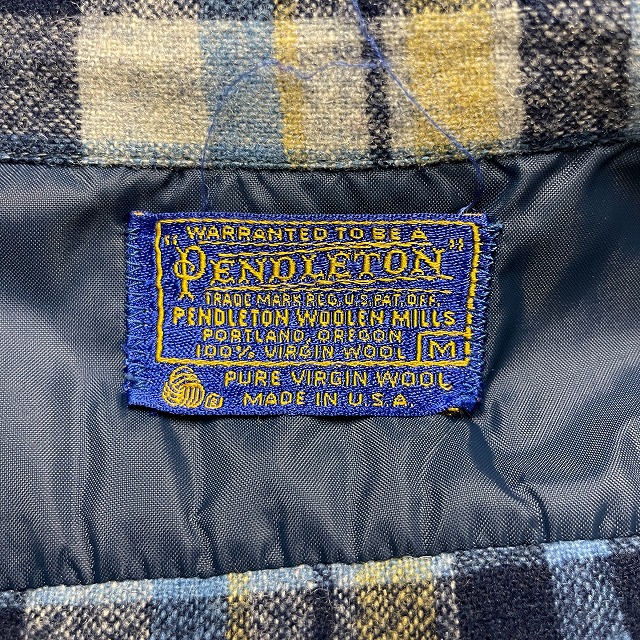 WARRANTED TO BE A
"PENDLETON"
TRADE MARK REG. U.S. PAT. OFF.
PENDLETON WOOLEN MILLS
PORTLAND, OREGON
100% VIRGIN WOOL M
PURE VIRGIN WOOL
MADE IN U.S.A.